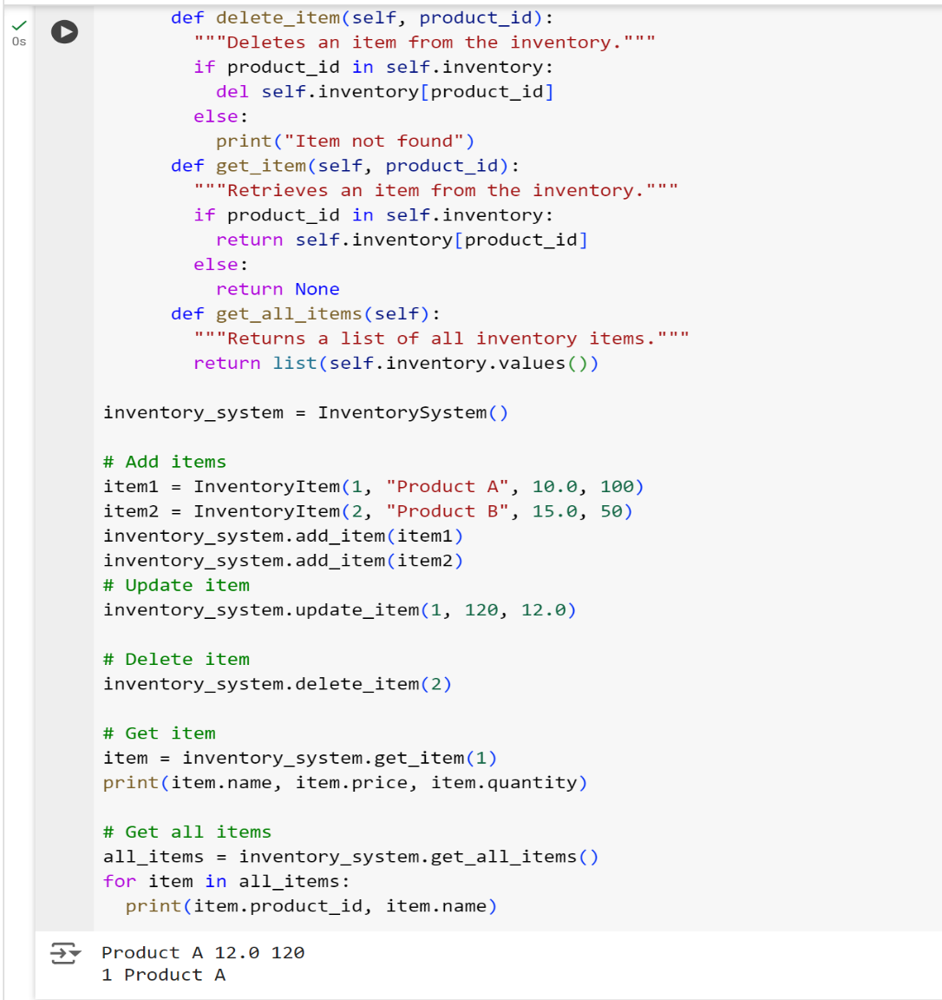 def delete_item(self, product_id):
"""Deletes an item from the inventory."""
if product_id in self.inventory:
del self.inventory[product_id]
else:
print("Item not found")
def get_item(self, product_id):
"""Retrieves an item from the inventory."""
if product_id in self.inventory:
return self.inventory[product_id]
else:
return None
def get_all_items(self):
"""Returns a list of all inventory items."""
return list(self.inventory.values())
inventory_system = InventorySystem()
# Add items
item1 = InventoryItem(1, "Product A", 10.0, 100)
item2 = InventoryItem(2, "Product B", 15.0, 50)
inventory_system.add_item(item1)
inventory_system.add_item(item2)
# Update item
inventory_system.update_item(1, 120, 12.0)
# Delete item
inventory_system.delete_item(2)
# Get item
item = inventory_system.get_item(1)
print(item.name, item.price, item.quantity)
# Get all items
all_items = inventory_system.get_all_items()
for item in all_items:
print(item.product_id, item.name)
Product A 12.0 120
1 Product A
0s